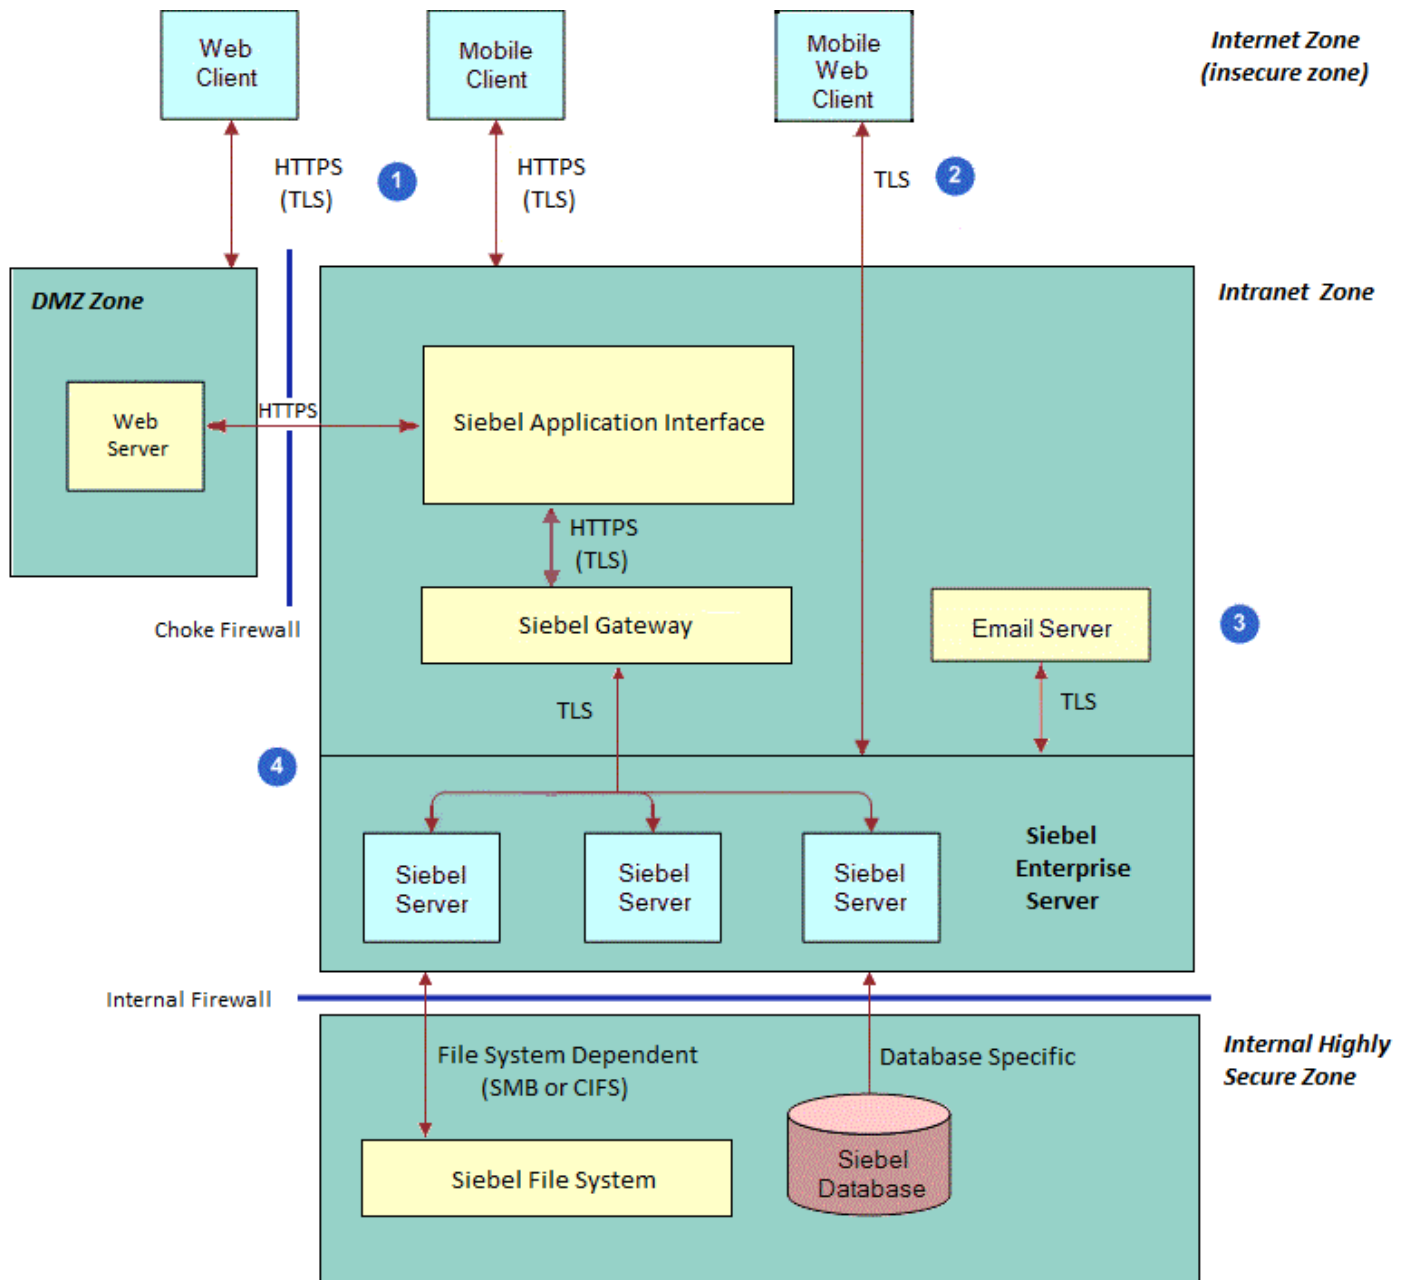 Web
Client
Mobile
Client
Mobile
Web
Client
Internet Zone
(insecure zone)
HTTPS
(TLS)
1
HTTPS
(TLS)
TLS
2
DMZ Zone
Intranet Zone
Web
Server
HTTPS
Siebel Application Interface
HTTPS
(TLS)
Choke Firewall
Siebel Gateway
Email Server
3
TLS
TLS
4
Siebel
Server
Siebel
Server
Siebel
Server
Siebel
Enterprise
Server
Internal Firewall
File System Dependent
(SMB or CIFS)
Database Specific
Internal Highly
Secure Zone
Siebel File System
Siebel
Database